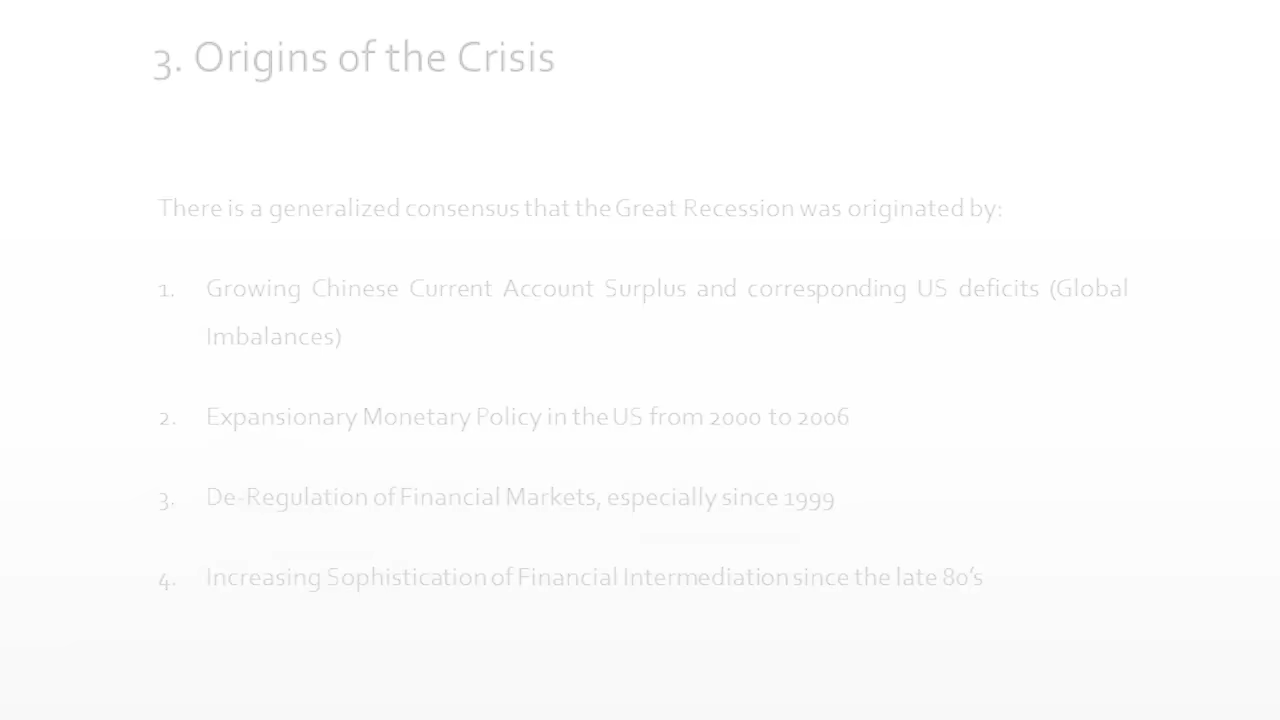 3. Origins of the Crisis
There is a generalized consensus that the Great Recession was originated by:
1. Growing Chinese Current Account Surplus and corresponding US deficits (Global
Imbalances)
2. Expansionary Monetary Policy in the US from 2000 to 2006
3. De-Regulation of Financial Markets, especially since 1999
4. Increasing Sophistication of Financial Intermediation since the late 80’s